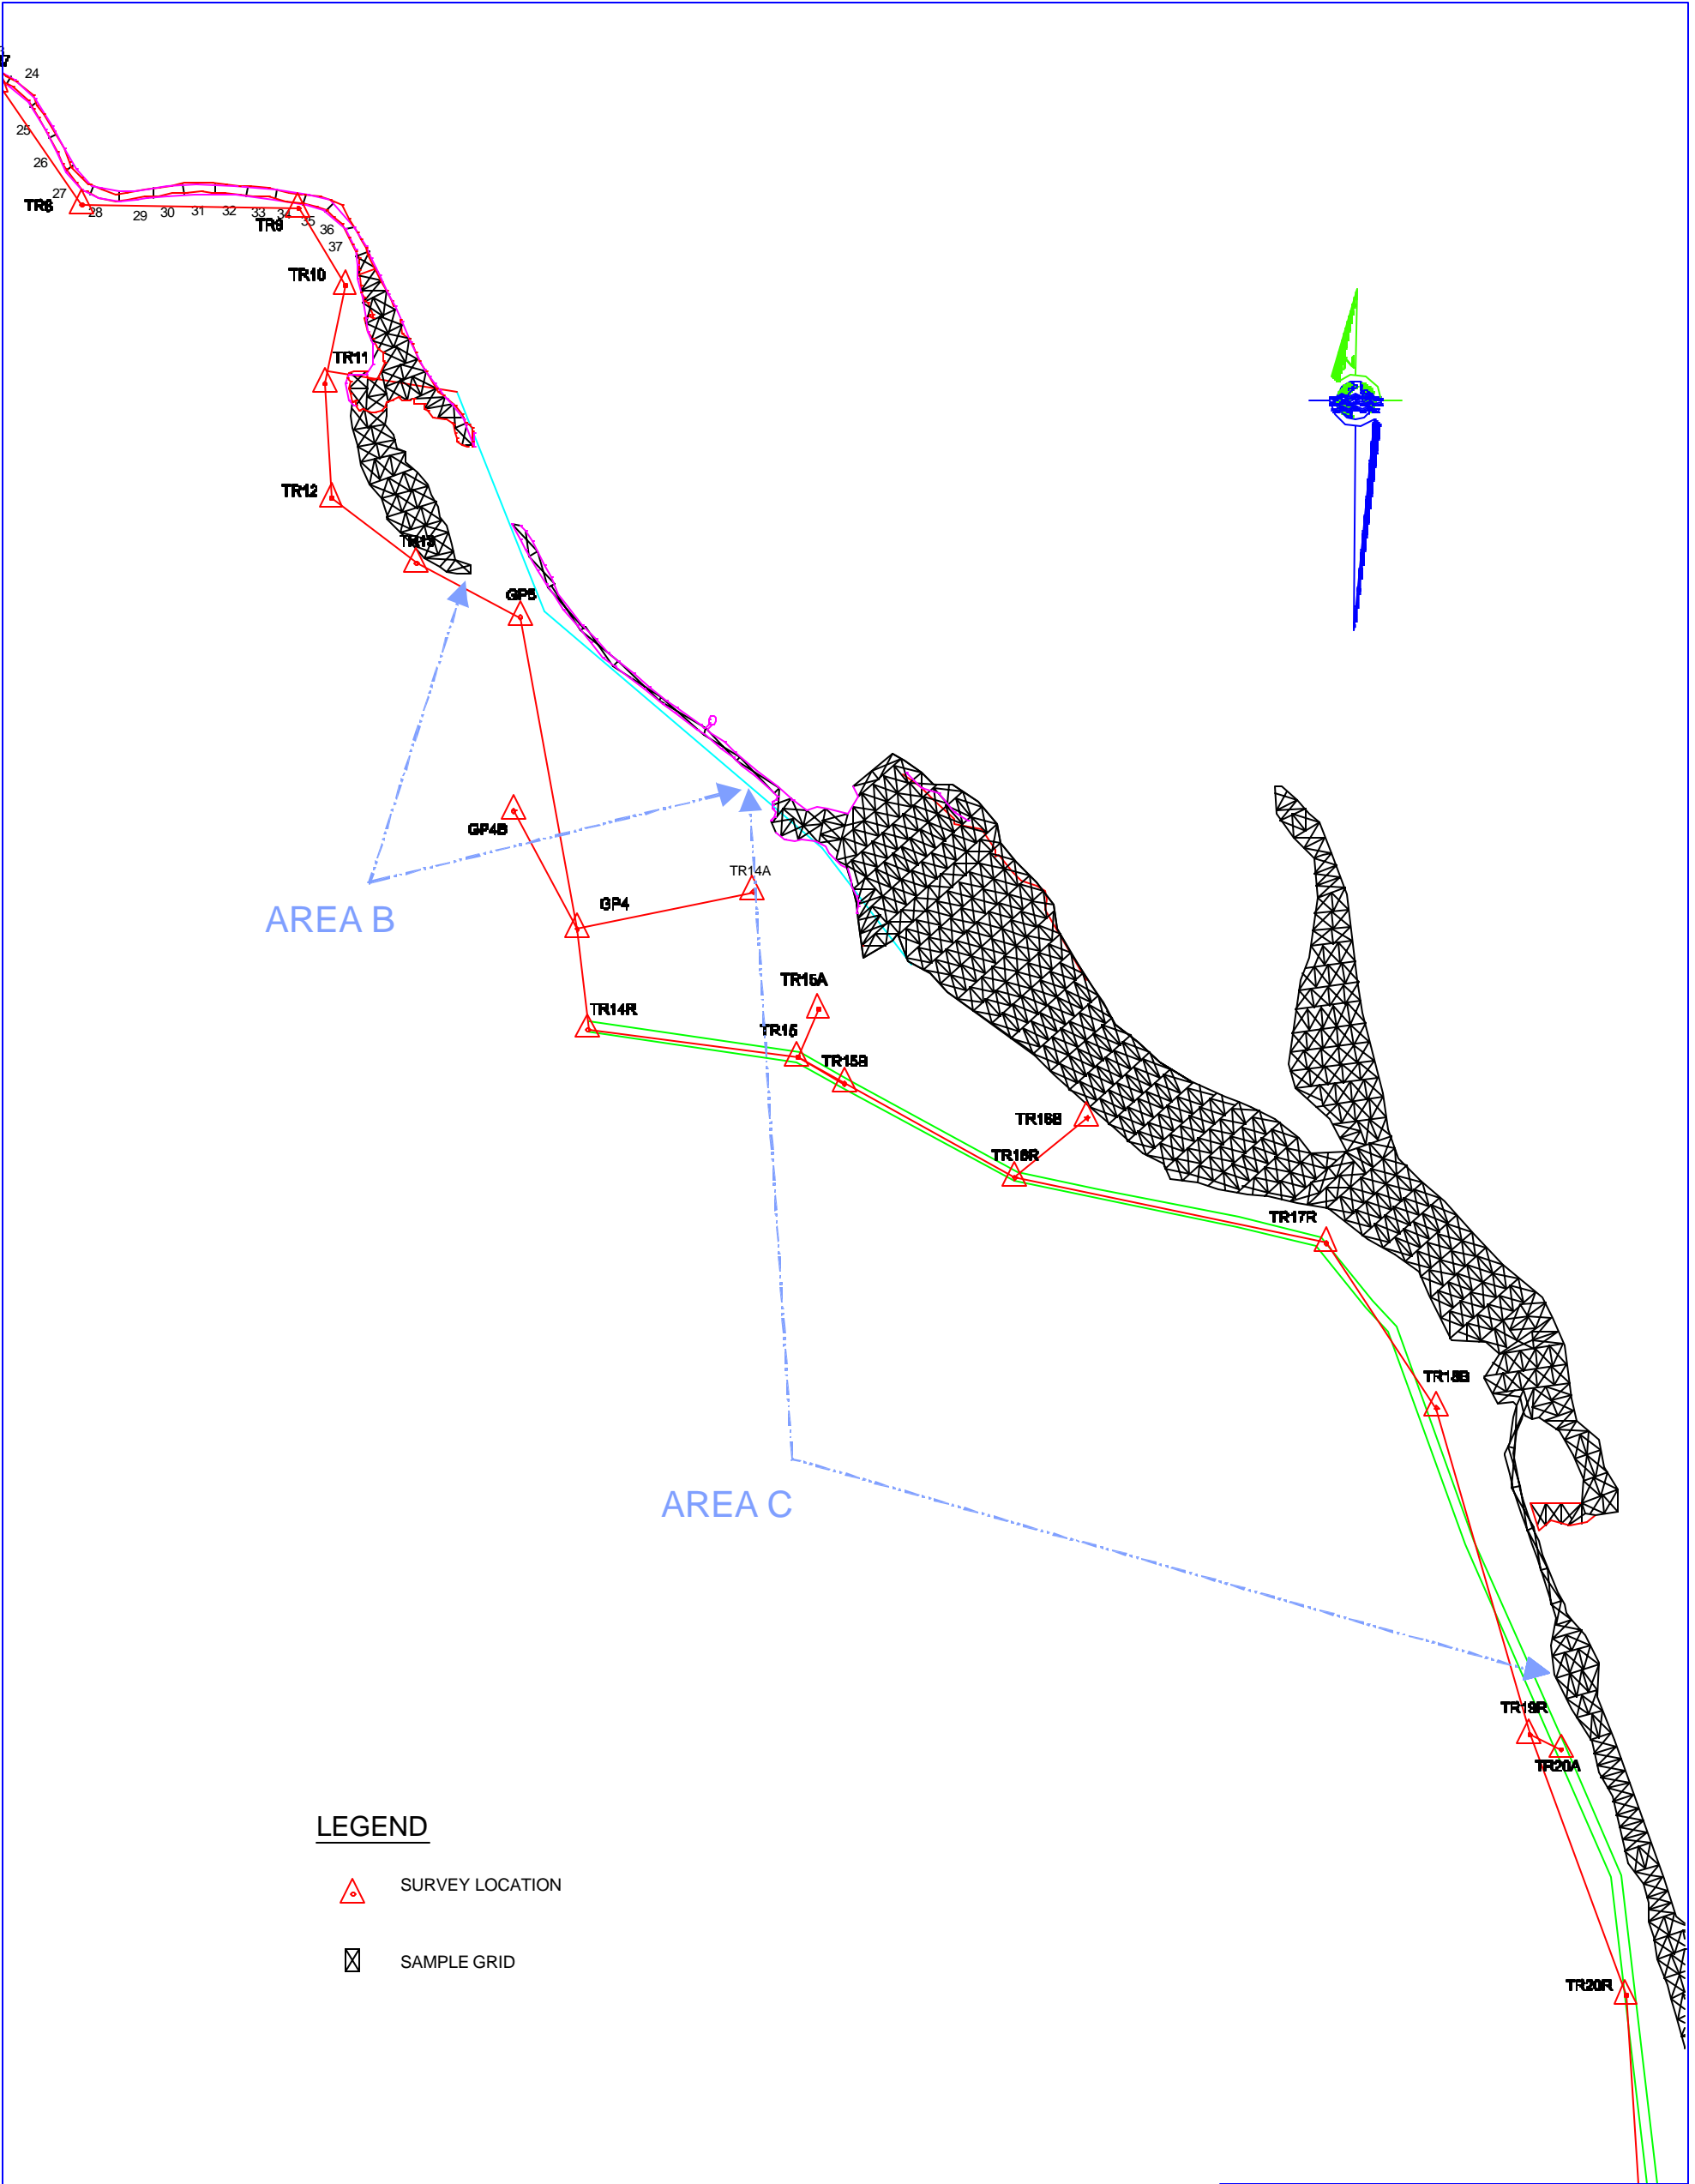 24
25
26
27
TR8
28
29
30
31
32
33
34
35
36
37
TR9
TR10
TR11
TR12
TR13
GP5
GP4B
TR14A
GP4
AREA B
TR15A
TR14R
TR15
TR15B
TR16B
TR16R
TR17R
TR18B
AREA C
TR19R
TR20A
LEGEND
SURVEY LOCATION
SAMPLE GRID
TR20R